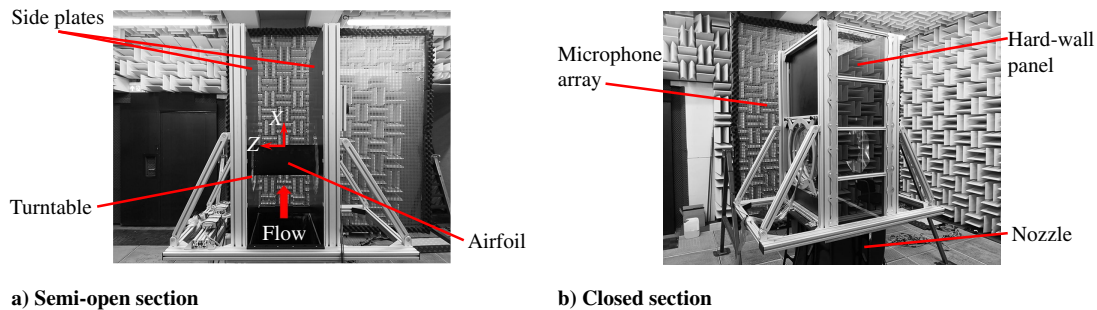 Side plates
X
Z
Turntable
Flow
Airfoil
a) Semi-open section
Microphone
array
Hard-wall
panel
Nozzle
b) Closed section